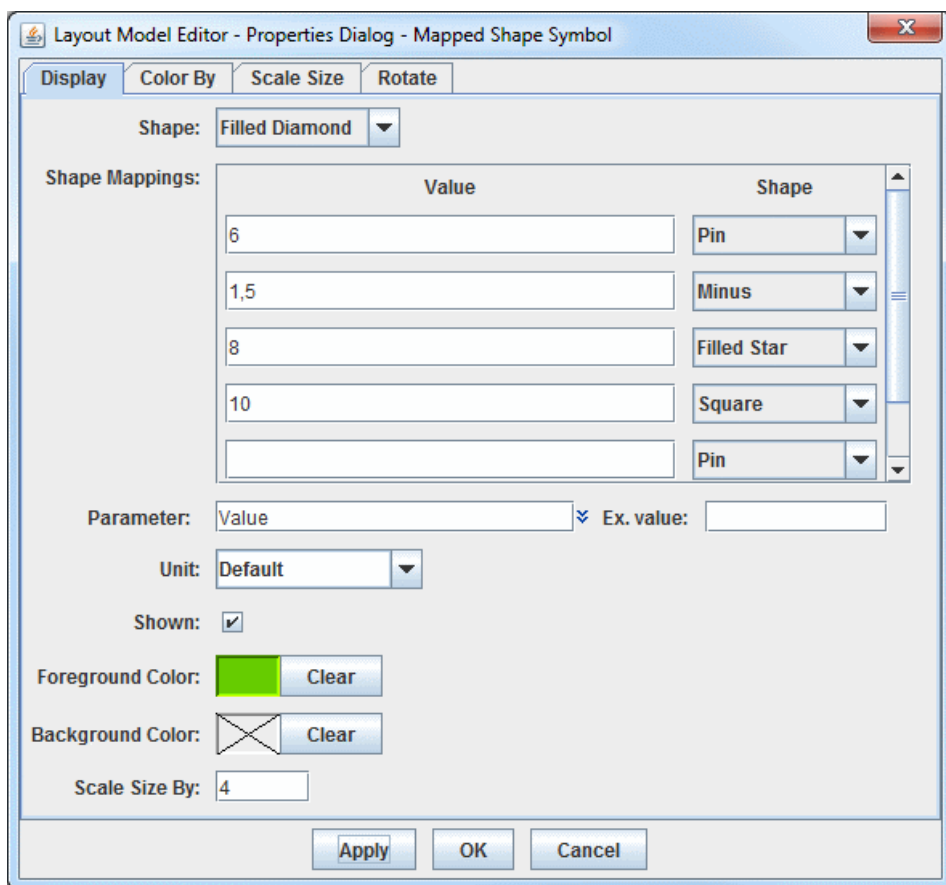 Layout Model Editor - Properties Dialog - Mapped Shape Symbol
Display Color By Scale Size Rotate
Shape: Filled Diamond
Shape Mappings: Value Shape
6 Pin
1,5 Minus
8 Filled Star
10 Square
Pin
Parameter: Value Ex. value:
Unit: Default
Shown:
Foreground Color: Clear
Background Color: Clear
Scale Size By: 4
Apply OK Cancel